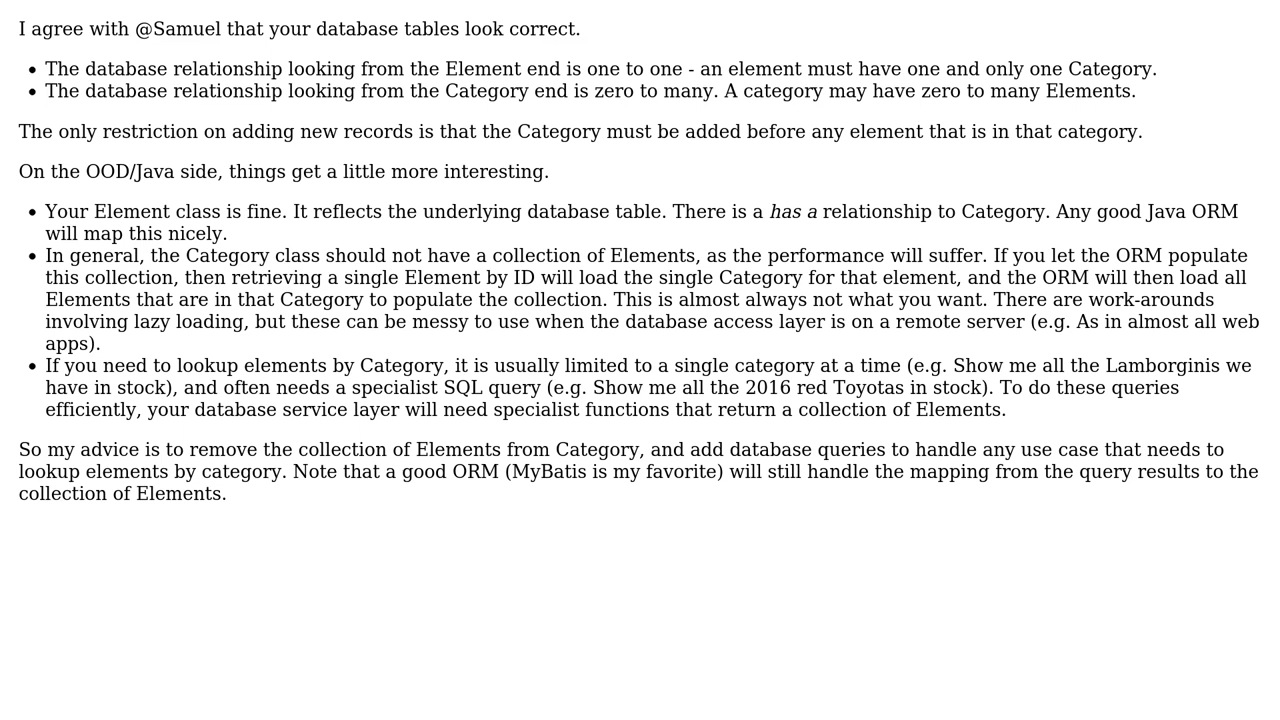 I agree with @Samuel that your database tables look correct.
• The database relationship looking from the Element end is one to one - an element must have one and only one Category.
• The database relationship looking from the Category end is zero to many. A category may have zero to many Elements.
The only restriction on adding new records is that the Category must be added before any element that is in that category.
On the OOD/Java side, things get a little more interesting.
• Your Element class is fine. It reflects the underlying database table. There is a has a relationship to Category. Any good Java ORM
will map this nicely.
• In general, the Category class should not have a collection of Elements, as the performance will suffer. If you let the ORM populate
this collection, then retrieving a single Element by ID will load the single Category for that element, and the ORM will then load all
Elements that are in that Category to populate the collection. This is almost always not what you want. There are work-arounds
involving lazy loading, but these can be messy to use when the database access layer is on a remote server (e.g. As in almost all web
apps).
• If you need to lookup elements by Category, it is usually limited to a single category at a time (e.g. Show me all the Lamborginis we
have in stock), and often needs a specialist SQL query (e.g. Show me all the 2016 red Toyotas in stock). To do these queries
efficiently, your database service layer will need specialist functions that return a collection of Elements.
So my advice is to remove the collection of Elements from Category, and add database queries to handle any use case that needs to
lookup elements by category. Note that a good ORM (MyBatis is my favorite) will still handle the mapping from the query results to the
collection of Elements.